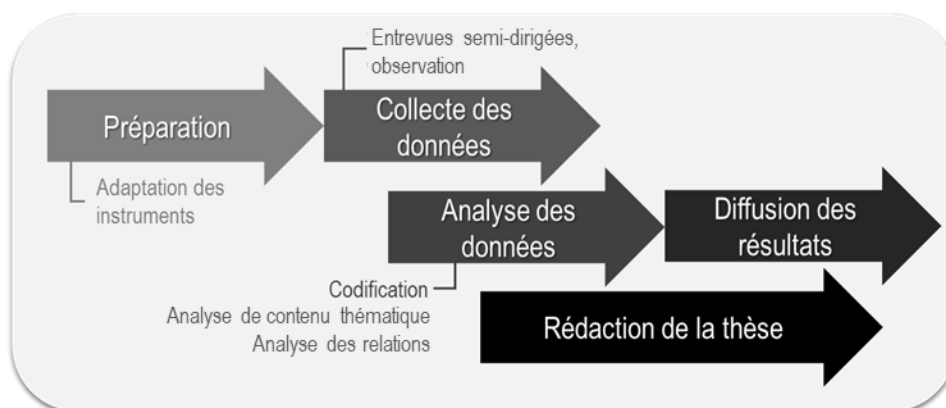 Entrevues semi-dirigées,
observation
Préparation
Collecte des
données
Adaptation des
instruments
Analyse des
données
Diffusion des
résultats
Codification
Analyse de contenu thématique
Analyse des relations
Rédaction de la thèse